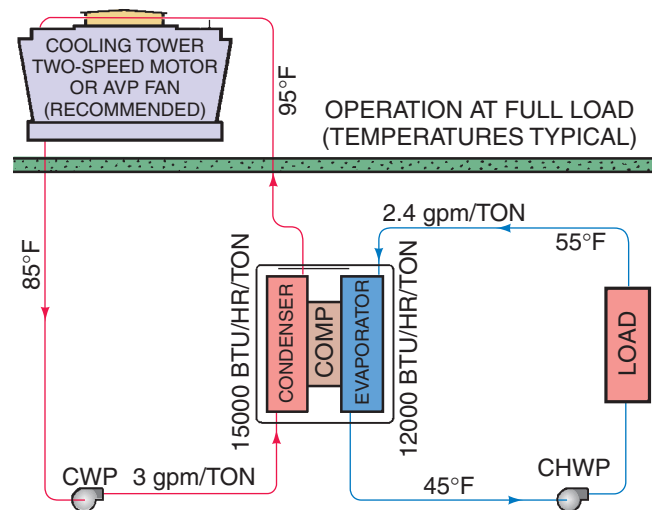 COOLING TOWER
TWO-SPEED MOTOR
OR AVP FAN
(RECOMMENDED)
95°F
OPERATION AT FULL LOAD
(TEMPERATURES TYPICAL)
85°F
2.4 gpm/TON
55°F
15000 BTU/HR/TON
CONDENSER
COMP
EVAPORATOR
12000 BTU/HR/TON
LOAD
CWP
3 gpm/TON
45°F
CHWP